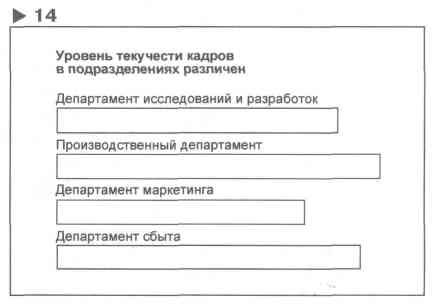 ▶ 14
Уровень текучести кадров
в подразделениях различен
Департамент исследований и разработок
Производственный департамент
Департамент маркетинга
Департамент сбыта